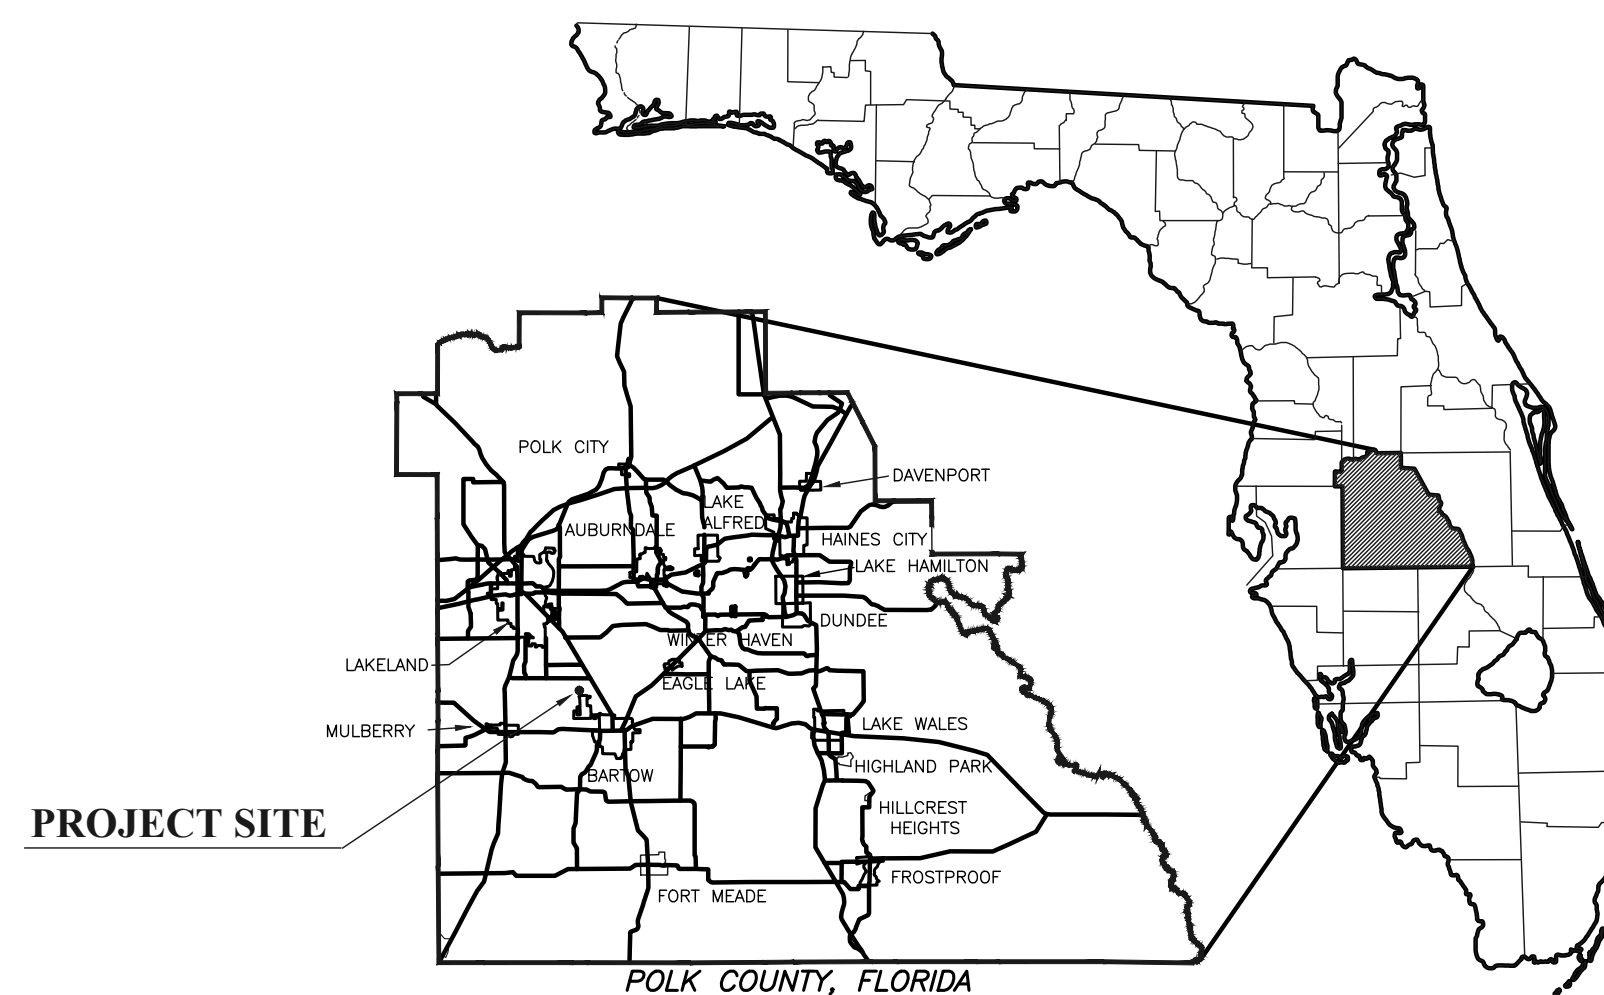 POLK CITY
DAVENPORT
LAKE
ALFRED
AUBURNDALE
HAINES CITY
LAKE HAMILTON
DUNDEE
WINTER HAVEN
LAKELAND
EAGLE LAKE
MULBERRY
LAKE WALES
HIGHLAND PARK
BARTOW
HILLCREST
HEIGHTS
PROJECT SITE
FROSTPROOF
FORT MEADE
POLK COUNTY, FLORIDA